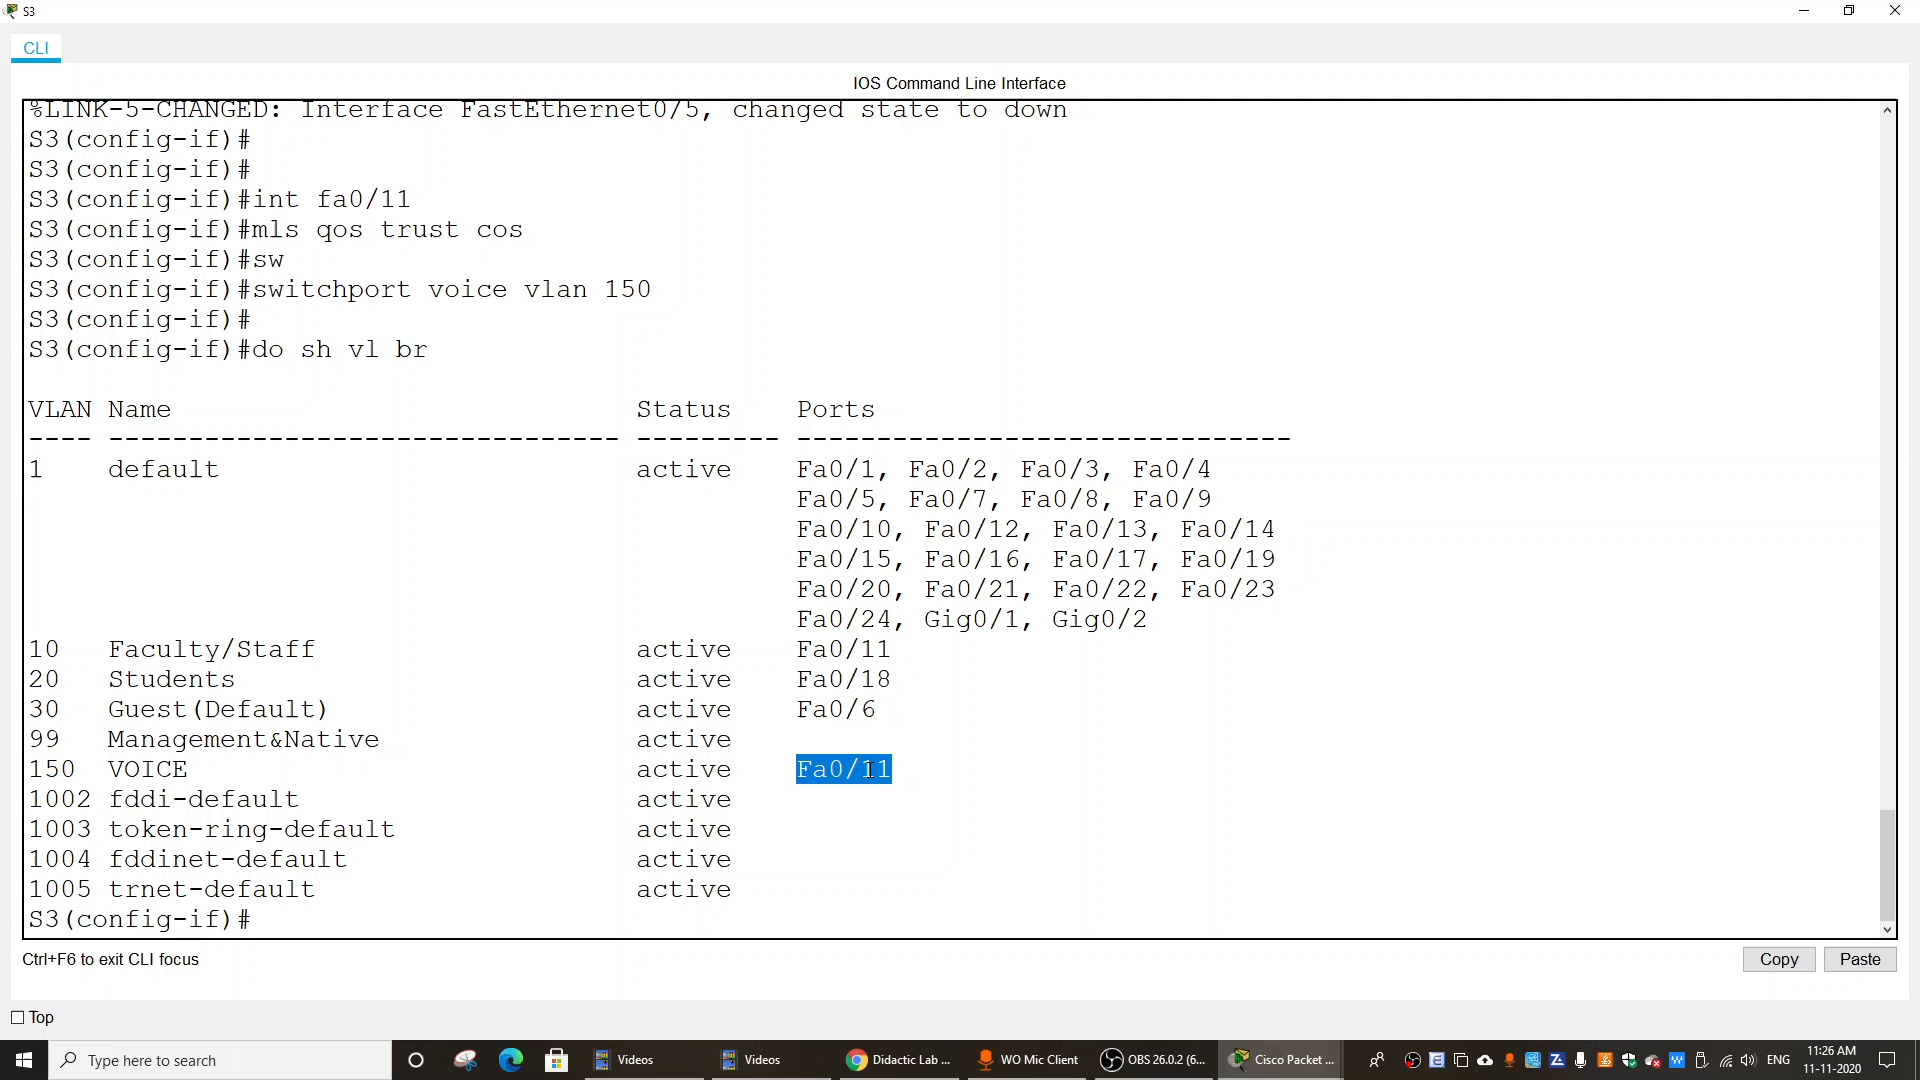 S3
CLI
IOS Command Line Interface
%LINK-5-CHANGED: Interface FastEthernet0/5, changed state to down
S3(config-if)#
S3(config-if)#
S3(config-if)#int fa0/11
S3(config-if)#mls qos trust cos
S3(config-if)#sw
S3(config-if)#switchport voice vlan 150
S3(config-if)#
S3(config-if)#do sh vl br
VLAN Name Status Ports
---- -------------------------------- --------- -------------------------------
1 default active Fa0/1, Fa0/2, Fa0/3, Fa0/4
Fa0/5, Fa0/7, Fa0/8, Fa0/9
Fa0/10, Fa0/12, Fa0/13, Fa0/14
Fa0/15, Fa0/16, Fa0/17, Fa0/19
Fa0/20, Fa0/21, Fa0/22, Fa0/23
Fa0/24, Gig0/1, Gig0/2
10 Faculty/Staff active Fa0/11
20 Students active Fa0/18
30 Guest(Default) active Fa0/6
99 Management&Native active
150 VOICE active Fa0/11
1002 fddi-default active
1003 token-ring-default active
1004 fddinet-default active
1005 trnet-default active
S3(config-if)#
Ctrl+F6 to exit CLI focus
Copy Paste
Top
Type here to search Videos Videos Didactic Lab ... WO Mic Client OBS 26.0.2 (6... Cisco Packet ... ENG 11:26 AM
11-11-2020